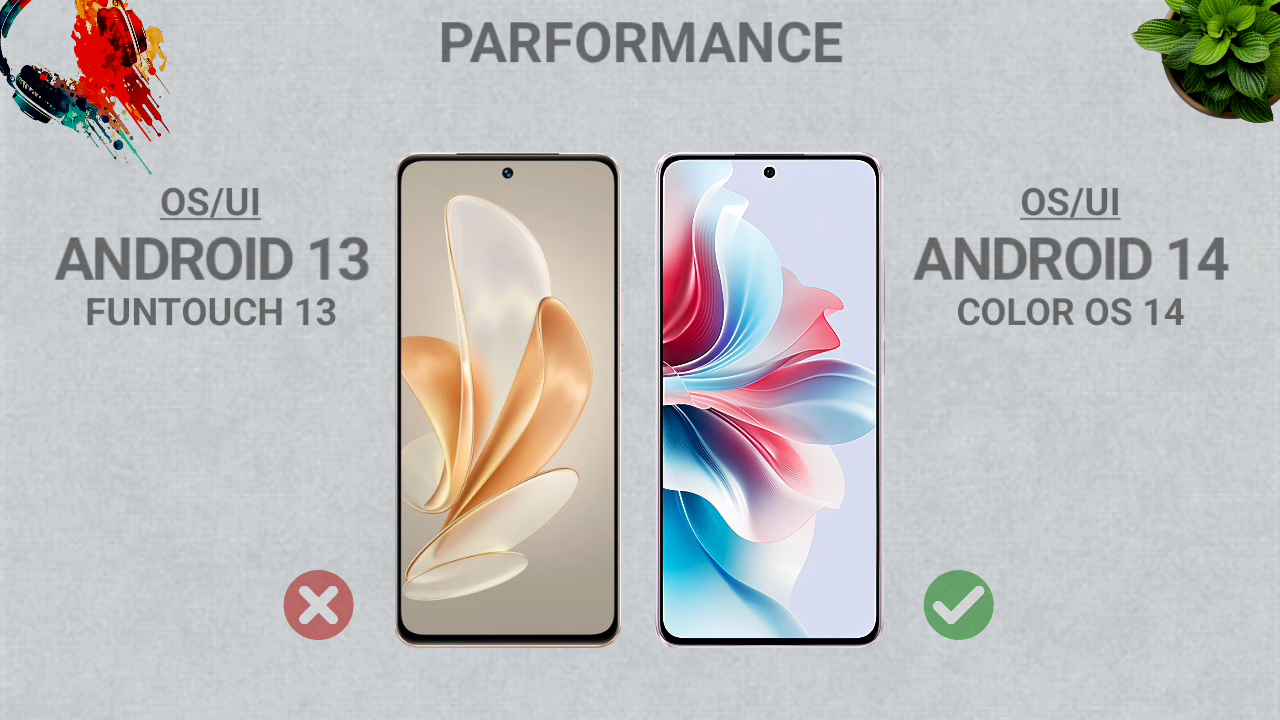 PARFORMANCE
OS/UI
ANDROID 13
FUNTOUCH 13
OS/UI
ANDROID 14
COLOR OS 14